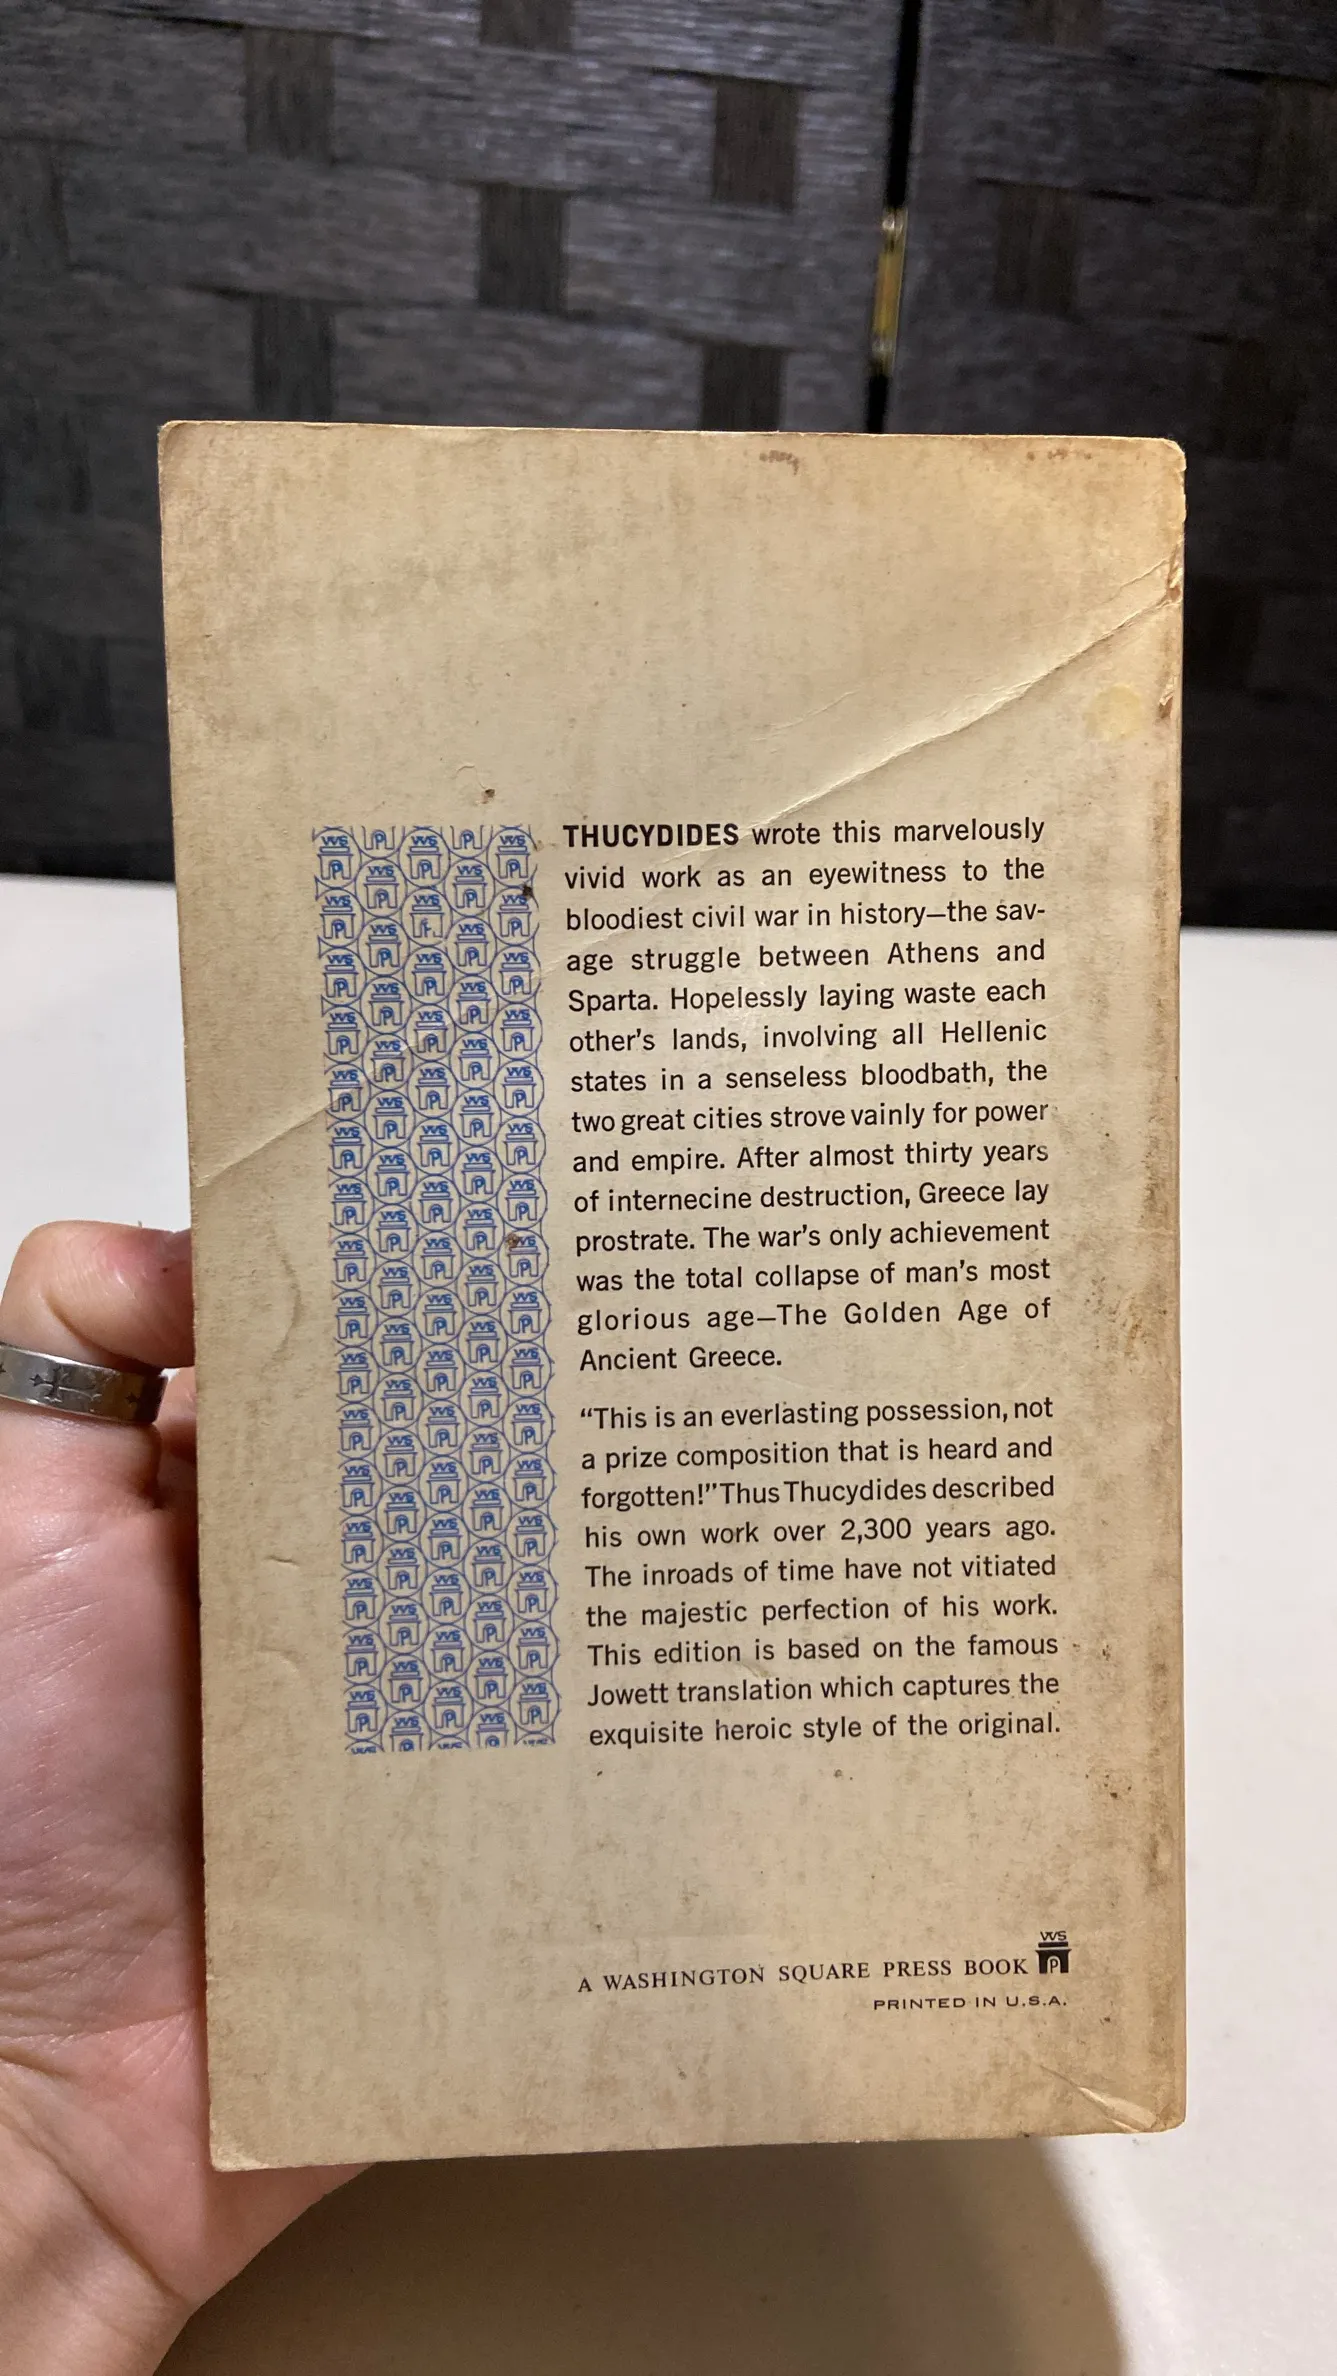 THUCYDIDES wrote this marvelously
vivid work as an eyewitness to the
bloodiest civil war in history—the sav-
age struggle between Athens and
Sparta. Hopelessly laying waste each
other's lands, involving all Hellenic
states in a senseless bloodbath, the
two great cities strove vainly for power
and empire. After almost thirty years
of internecine destruction, Greece lay
prostrate. The war's only achievement
was the total collapse of man's most
glorious age—The Golden Age of
Ancient Greece.
“This is an everlasting possession, not
a prize composition that is heard and
forgotten!” Thus Thucydides described
his own work over 2,300 years ago.
The inroads of time have not vitiated
the majestic perfection of his work.
This edition is based on the famous
Jowett translation which captures the
exquisite heroic style of the original.
WS
A WASHINGTON SQUARE PRESS BOOK P
PRINTED IN U.S.A.